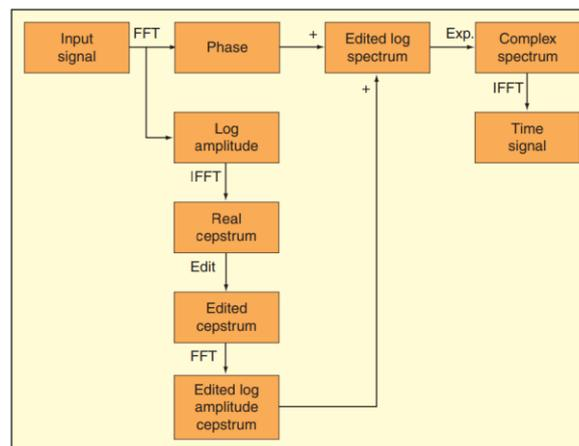 Input
signal
FFT
Phase
+
Edited log
spectrum
Exp.
Complex
spectrum
IFFT
Time
signal
+
Log
amplitude
IFFT
Real
cepstrum
Edit
Edited
cepstrum
FFT
Edited log
amplitude
cepstrum